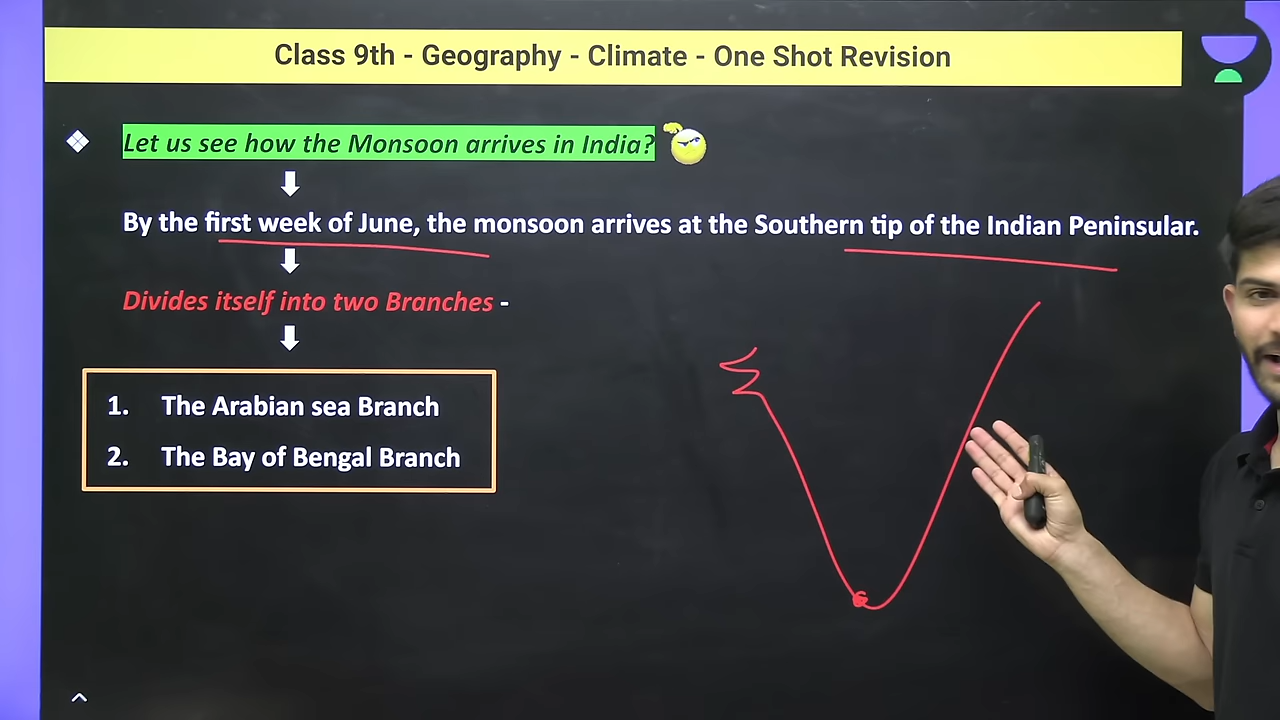 Class 9th - Geography - Climate - One Shot Revision
Let us see how the Monsoon arrives in India?
By the first week of June, the monsoon arrives at the Southern tip of the Indian Peninsular.
Divides itself into two Branches -
1. The Arabian sea Branch
2. The Bay of Bengal Branch